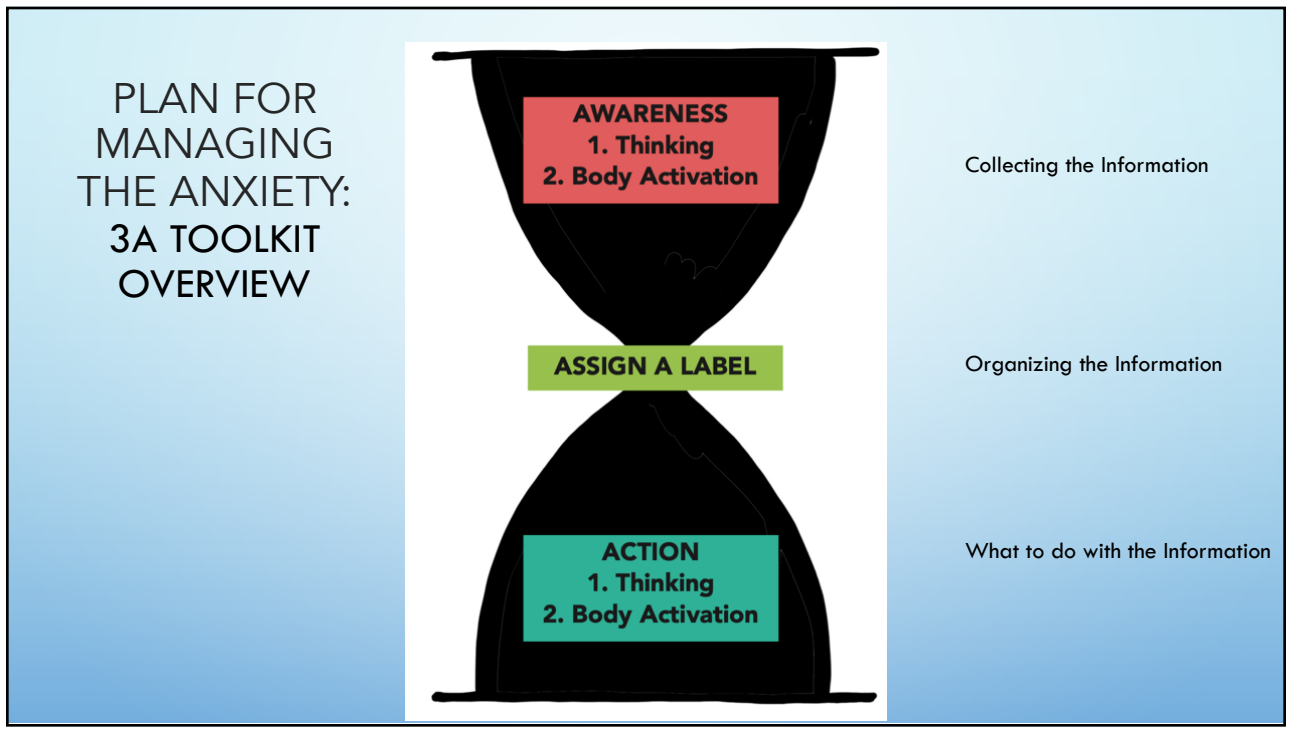 PLAN FOR
MANAGING
THE ANXIETY:
3A TOOLKIT
OVERVIEW
AWARENESS
1. Thinking
2. Body Activation
Collecting the Information
ASSIGN A LABEL
Organizing the Information
ACTION
1. Thinking
2. Body Activation
What to do with the Information